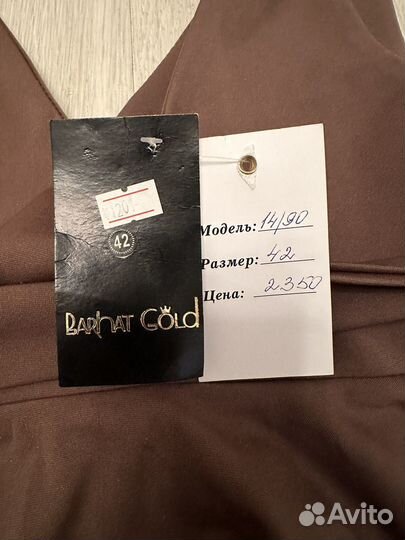 42
BARHAT GOLD
Модель: 14/90
Размер: 42
Цена: 2350
Avito